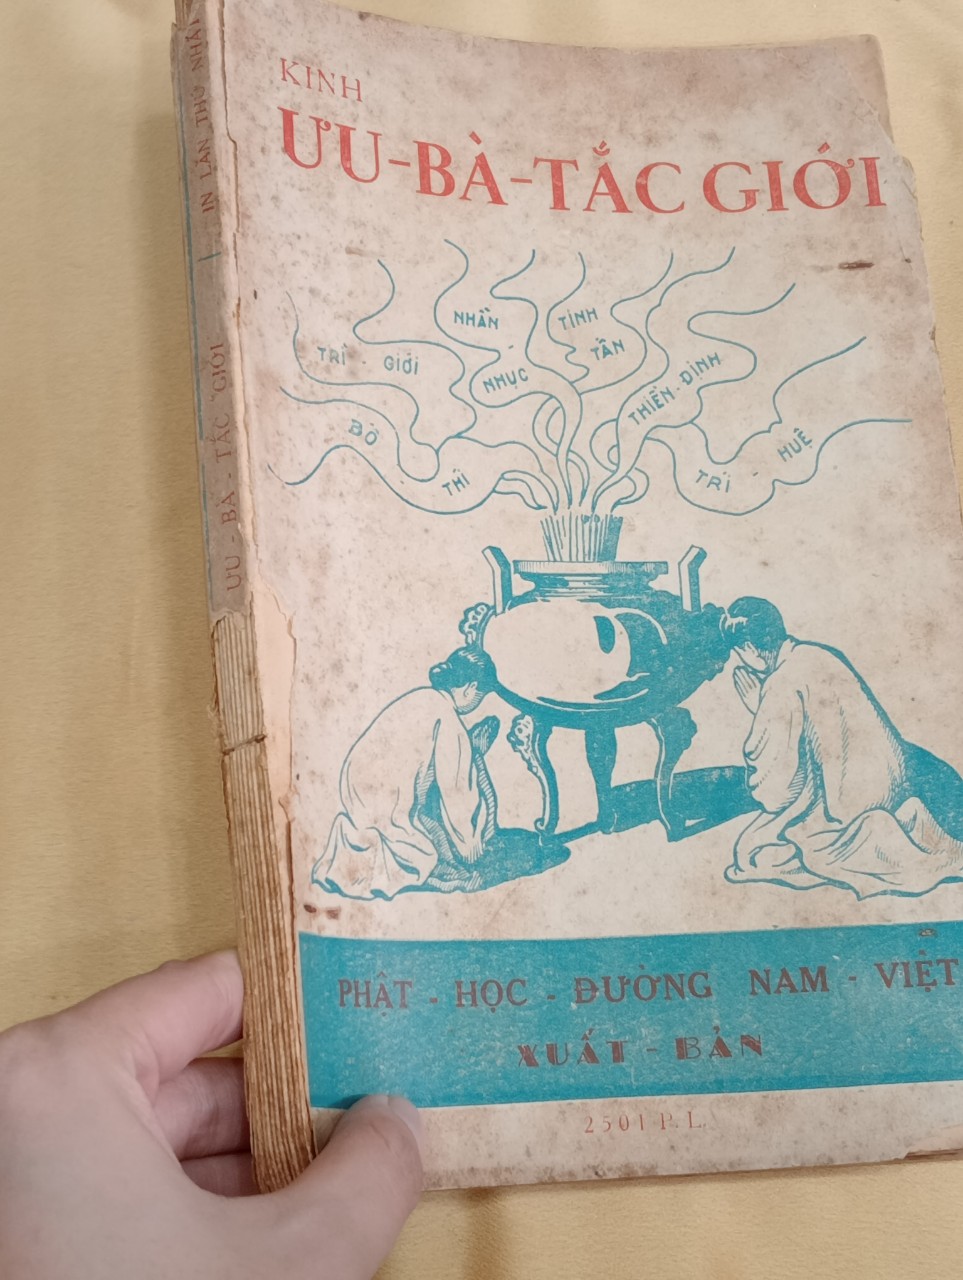 KINH
ƯU-BÀ-TẮC GIỚI
NHẪN
NHỤC
TINH
TẤN
TRÌ - GIỚI
THIỀN-ĐỊNH
BỐ
THÍ
TRÍ - HUỆ
PHẬT - HỌC - ĐƯỜNG NAM - VIỆT
XUẤT - BẢN
2501 P. L.
ƯU - BÀ - TẮC GIỚI
IN LẦN THỨ NHẤT